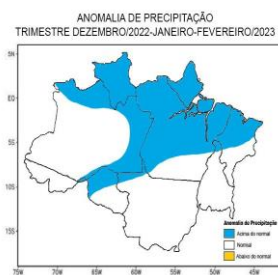 ANOMALIA DE PRECIPITAÇÃO
TRIMESTRE DEZEMBRO/2022-JANEIRO-FEVEREIRO/2023
5N
EQ
5S
10S
15S
75W 70W 65W 60W 55W 50W 45W
Anomalia de Precipitação
Acima do normal
Normal
Abaixo do normal